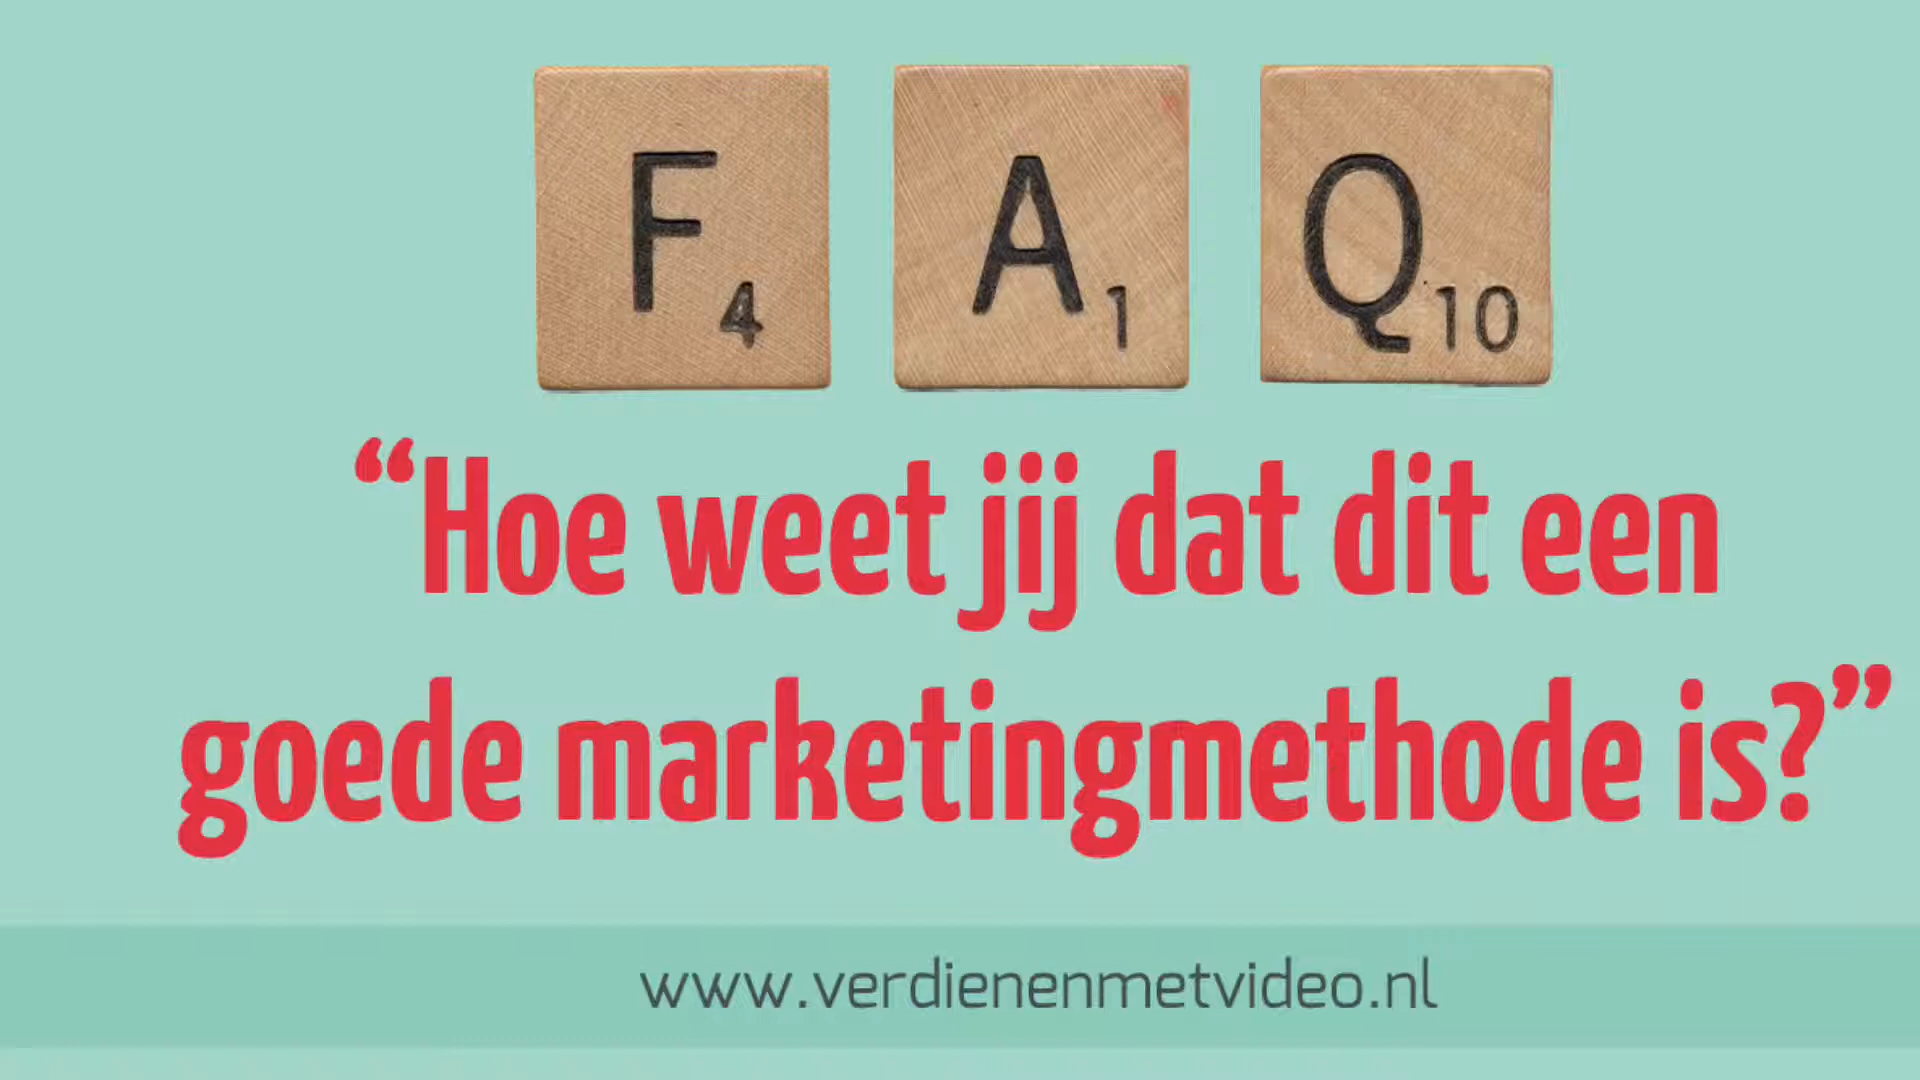 F4 A1 Q10
“Hoe weet jij dat dit een
goede marketingmethode is?”
www.verdienenmetvideo.nl